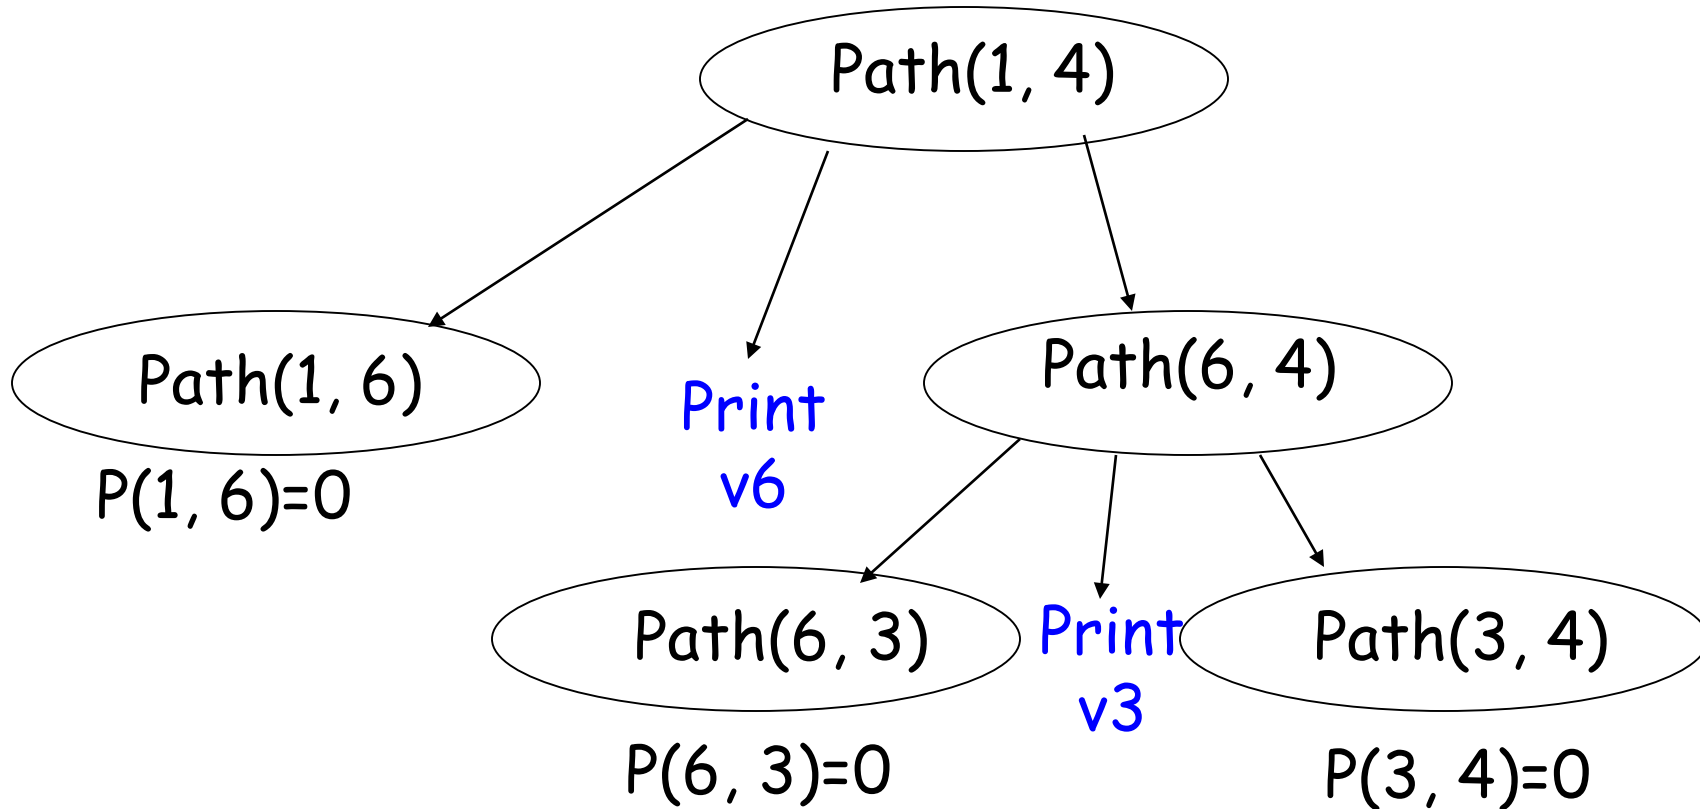 Path(1, 4)
Path(1, 6)
P(1, 6)=0
Print
v6
Path(6, 4)
Path(6, 3)
P(6, 3)=0
Print
v3
Path(3, 4)
P(3, 4)=0